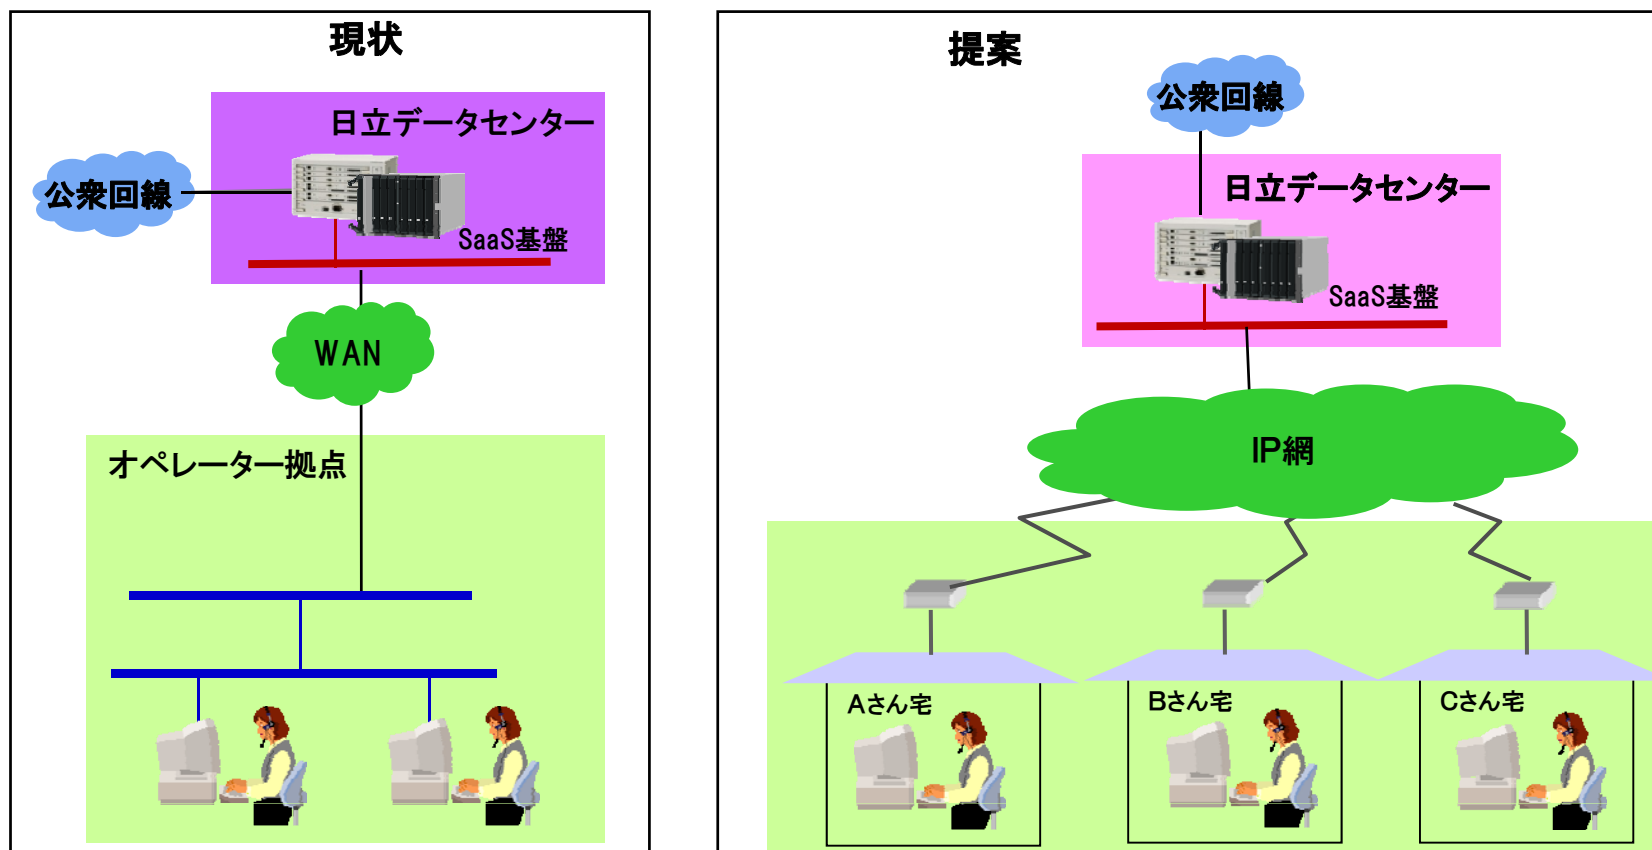 現状
日立データセンター
公衆回線
SaaS基盤
WAN
オペレーター拠点
提案
公衆回線
日立データセンター
SaaS基盤
IP網
Aさん宅
Bさん宅
Cさん宅